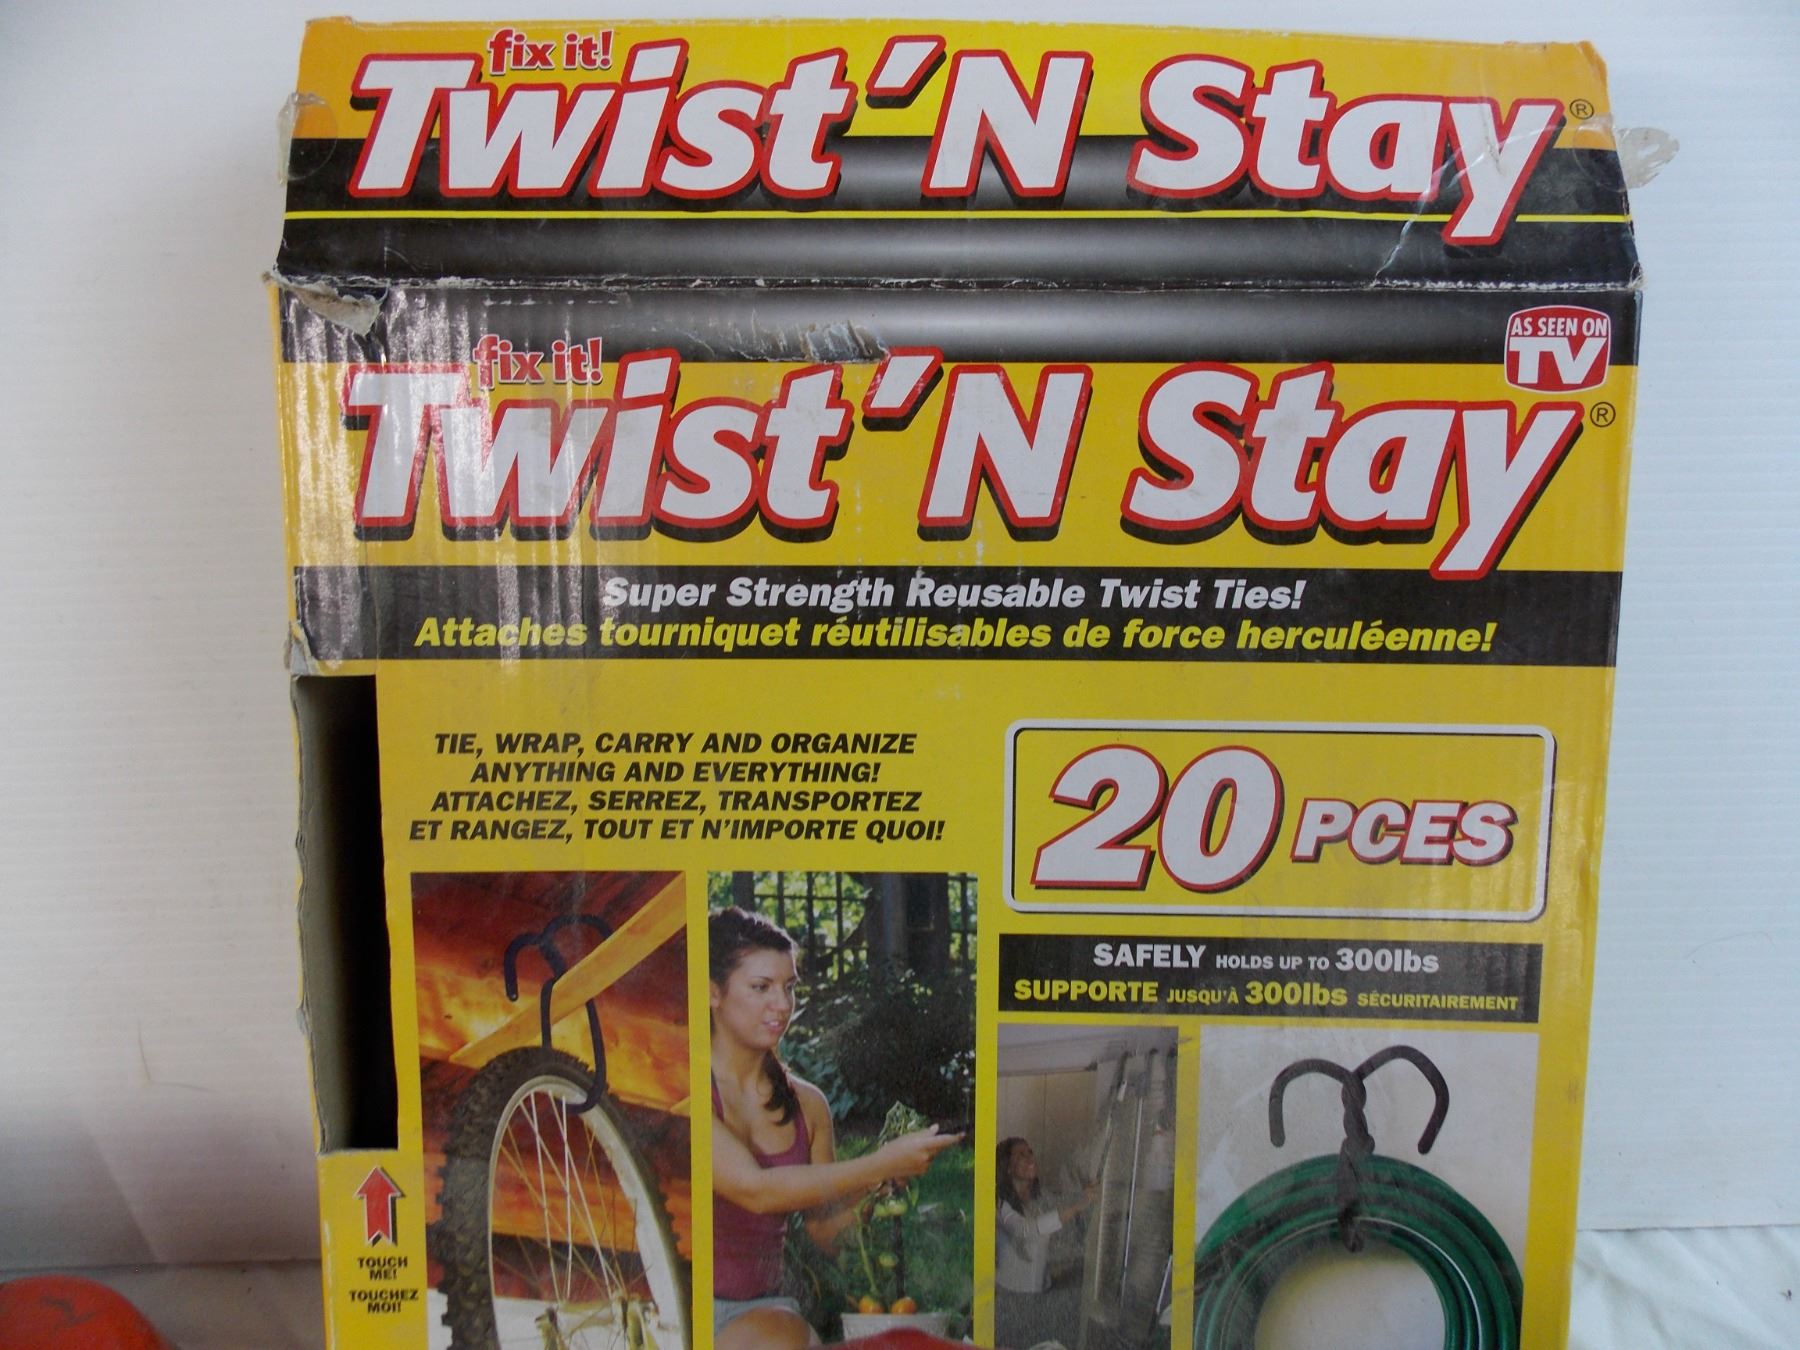 fix it!
Twist 'N Stay®
AS SEEN ON
TV
fix it!
Twist 'N Stay®
Super Strength Reusable Twist Ties!
Attaches tourniquet réutilisables de force herculéenne!
TIE, WRAP, CARRY AND ORGANIZE
ANYTHING AND EVERYTHING!
ATTACHEZ, SERREZ, TRANSPORTEZ
ET RANGEZ, TOUT ET N'IMPORTE QUOI!
20 PCES
SAFELY HOLDS UP TO 300lbs
SUPPORTE JUSQU'À 300lbs SÉCURITAIREMENT
TOUCH
ME!
TOUCHEZ
MOI!